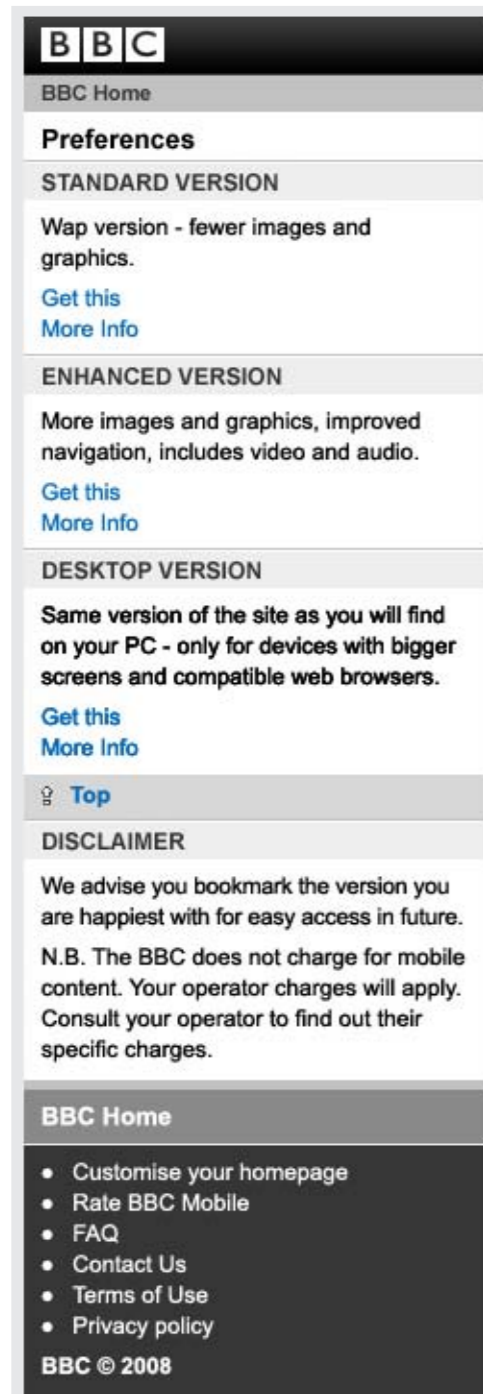 BBC
BBC Home
Preferences
STANDARD VERSION
Wap version - fewer images and
graphics.
Get this
More Info
ENHANCED VERSION
More images and graphics, improved
navigation, includes video and audio.
Get this
More Info
DESKTOP VERSION
Same version of the site as you will find
on your PC - only for devices with bigger
screens and compatible web browsers.
Get this
More Info
Top
DISCLAIMER
We advise you bookmark the version you
are happiest with for easy access in future.
N.B. The BBC does not charge for mobile
content. Your operator charges will apply.
Consult your operator to find out their
specific charges.
BBC Home
• Customise your homepage
• Rate BBC Mobile
• FAQ
• Contact Us
• Terms of Use
• Privacy policy
BBC © 2008